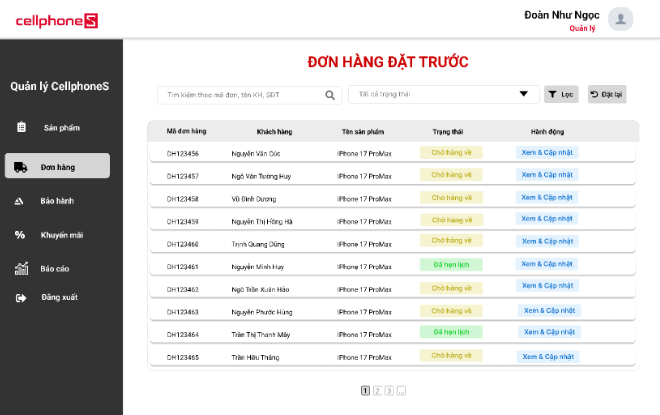 cellphoneS
Đoàn Như Ngọc
Quản lý
Quản lý CellphoneS
Sản phẩm
Đơn hàng
Bảo hành
Khuyến mãi
Báo cáo
Đăng xuất
ĐƠN HÀNG ĐẶT TRƯỚC
Tìm kiếm theo mã đơn, tên KH, SĐT
Tất cả trạng thái
Lọc
Đặt lại
Mã đơn hàng Khách hàng Tên sản phẩm Trạng thái Hành động
DH123456 Nguyễn Văn Đức IPhone 17 ProMax Chờ hàng về Xem & Cập nhật
DH123457 Ngô Văn Tường Huy IPhone 17 ProMax Chờ hàng về Xem & Cập nhật
DH123458 Vũ Bình Dương IPhone 17 ProMax Chờ hàng về Xem & Cập nhật
DH123459 Nguyễn Thị Hồng Hà IPhone 17 ProMax Chờ hàng về Xem & Cập nhật
DH123460 Trịnh Quang Dũng IPhone 17 ProMax Chờ hàng về Xem & Cập nhật
DH123461 Nguyễn Minh Huy IPhone 17 ProMax Đã hẹn lịch Xem & Cập nhật
DH123462 Ngô Trần Xuân Hảo IPhone 17 ProMax Chờ hàng về Xem & Cập nhật
DH123463 Nguyễn Phước Hùng IPhone 17 ProMax Chờ hàng về Xem & Cập nhật
DH123464 Trần Thị Thanh Mây IPhone 17 ProMax Đã hẹn lịch Xem & Cập nhật
DH123465 Trần Hữu Thắng IPhone 17 ProMax Chờ hàng về Xem & Cập nhật
1 2 3 ...